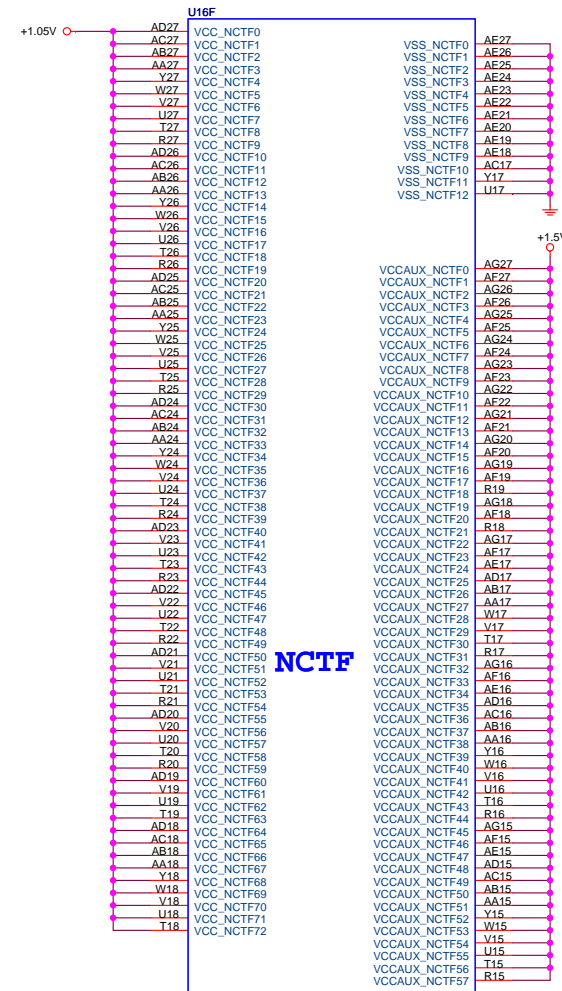 U16F
+1.05V
AD27 VCC_NCTF0
AC27 VCC_NCTF1
AB27 VCC_NCTF2
AA27 VCC_NCTF3
Y27 VCC_NCTF4
W27 VCC_NCTF5
V27 VCC_NCTF6
U27 VCC_NCTF7
T27 VCC_NCTF8
R27 VCC_NCTF9
AD26 VCC_NCTF10
AC26 VCC_NCTF11
AB26 VCC_NCTF12
AA26 VCC_NCTF13
Y26 VCC_NCTF14
W26 VCC_NCTF15
V26 VCC_NCTF16
U26 VCC_NCTF17
T26 VCC_NCTF18
R26 VCC_NCTF19
AD25 VCC_NCTF20
AC25 VCC_NCTF21
AB25 VCC_NCTF22
AA25 VCC_NCTF23
Y25 VCC_NCTF24
W25 VCC_NCTF25
V25 VCC_NCTF26
U25 VCC_NCTF27
T25 VCC_NCTF28
R25 VCC_NCTF29
AD24 VCC_NCTF30
AC24 VCC_NCTF31
AB24 VCC_NCTF32
AA24 VCC_NCTF33
Y24 VCC_NCTF34
W24 VCC_NCTF35
V24 VCC_NCTF36
U24 VCC_NCTF37
T24 VCC_NCTF38
R24 VCC_NCTF39
AD23 VCC_NCTF40
V23 VCC_NCTF41
U23 VCC_NCTF42
T23 VCC_NCTF43
R23 VCC_NCTF44
AD22 VCC_NCTF45
V22 VCC_NCTF46
U22 VCC_NCTF47
T22 VCC_NCTF48
R22 VCC_NCTF49
AD21 VCC_NCTF50
V21 VCC_NCTF51
U21 VCC_NCTF52
T21 VCC_NCTF53
R21 VCC_NCTF54
AD20 VCC_NCTF55
V20 VCC_NCTF56
U20 VCC_NCTF57
T20 VCC_NCTF58
R20 VCC_NCTF59
AD19 VCC_NCTF60
V19 VCC_NCTF61
U19 VCC_NCTF62
T19 VCC_NCTF63
AD18 VCC_NCTF64
AC18 VCC_NCTF65
AB18 VCC_NCTF66
AA18 VCC_NCTF67
Y18 VCC_NCTF68
W18 VCC_NCTF69
V18 VCC_NCTF70
U18 VCC_NCTF71
T18 VCC_NCTF72
NCTF
VSS_NCTF0 AE27
VSS_NCTF1 AE26
VSS_NCTF2 AE25
VSS_NCTF3 AE24
VSS_NCTF4 AE23
VSS_NCTF5 AE22
VSS_NCTF6 AE21
VSS_NCTF7 AE20
VSS_NCTF8 AE19
VSS_NCTF9 AE18
VSS_NCTF10 AC17
VSS_NCTF11 Y17
VSS_NCTF12 U17
+1.5V
VCCAUX_NCTF0 AG27
VCCAUX_NCTF1 AF27
VCCAUX_NCTF2 AG26
VCCAUX_NCTF3 AF26
VCCAUX_NCTF4 AG25
VCCAUX_NCTF5 AF25
VCCAUX_NCTF6 AG24
VCCAUX_NCTF7 AF24
VCCAUX_NCTF8 AG23
VCCAUX_NCTF9 AF23
VCCAUX_NCTF10 AG22
VCCAUX_NCTF11 AF22
VCCAUX_NCTF12 AG21
VCCAUX_NCTF13 AF21
VCCAUX_NCTF14 AG20
VCCAUX_NCTF15 AF20
VCCAUX_NCTF16 AG19
VCCAUX_NCTF17 AF19
VCCAUX_NCTF18 R19
VCCAUX_NCTF19 AG18
VCCAUX_NCTF20 AF18
VCCAUX_NCTF21 R18
VCCAUX_NCTF22 AG17
VCCAUX_NCTF23 AF17
VCCAUX_NCTF24 AE17
VCCAUX_NCTF25 AD17
VCCAUX_NCTF26 AB17
VCCAUX_NCTF27 AA17
VCCAUX_NCTF28 W17
VCCAUX_NCTF29 V17
VCCAUX_NCTF30 T17
VCCAUX_NCTF31 R17
VCCAUX_NCTF32 AG16
VCCAUX_NCTF33 AF16
VCCAUX_NCTF34 AE16
VCCAUX_NCTF35 AD16
VCCAUX_NCTF36 AC16
VCCAUX_NCTF37 AB16
VCCAUX_NCTF38 AA16
VCCAUX_NCTF39 Y16
VCCAUX_NCTF40 W16
VCCAUX_NCTF41 V16
VCCAUX_NCTF42 U16
VCCAUX_NCTF43 T16
VCCAUX_NCTF44 R16
VCCAUX_NCTF45 AG15
VCCAUX_NCTF46 AF15
VCCAUX_NCTF47 AE15
VCCAUX_NCTF48 AD15
VCCAUX_NCTF49 AC15
VCCAUX_NCTF50 AB15
VCCAUX_NCTF51 AA15
VCCAUX_NCTF52 Y15
VCCAUX_NCTF53 W15
VCCAUX_NCTF54 V15
VCCAUX_NCTF55 U15
VCCAUX_NCTF56 T15
VCCAUX_NCTF57 R15